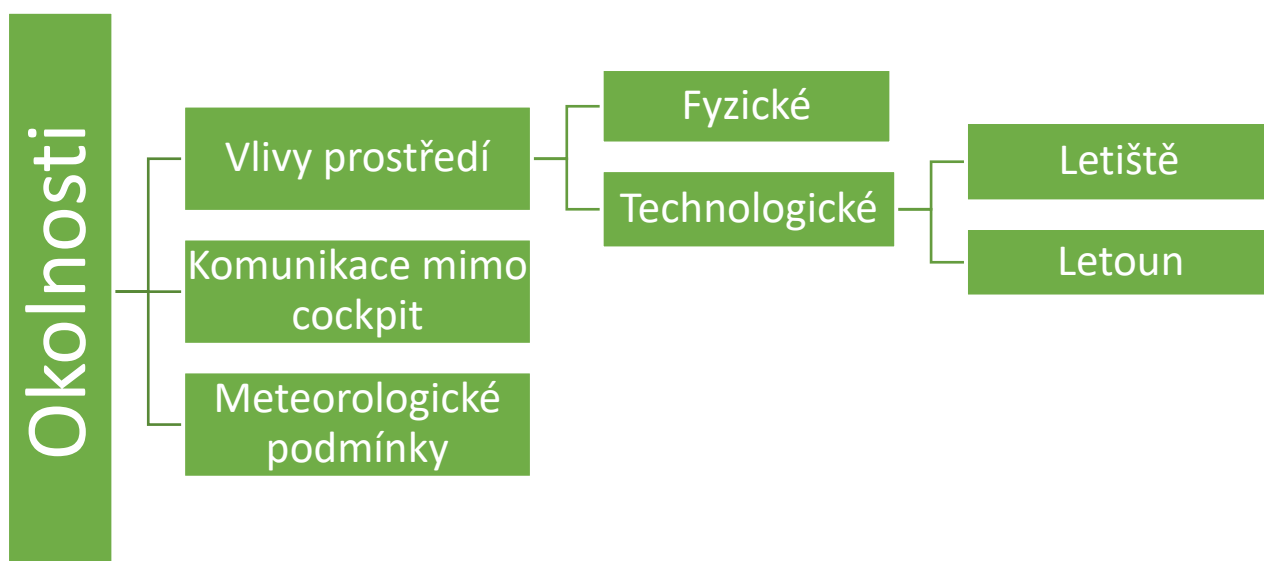 Okolnosti
Vlivy prostředí
Komunikace mimo
cockpit
Meteorologické
podmínky
Fyzické
Technologické
Letiště
Letoun